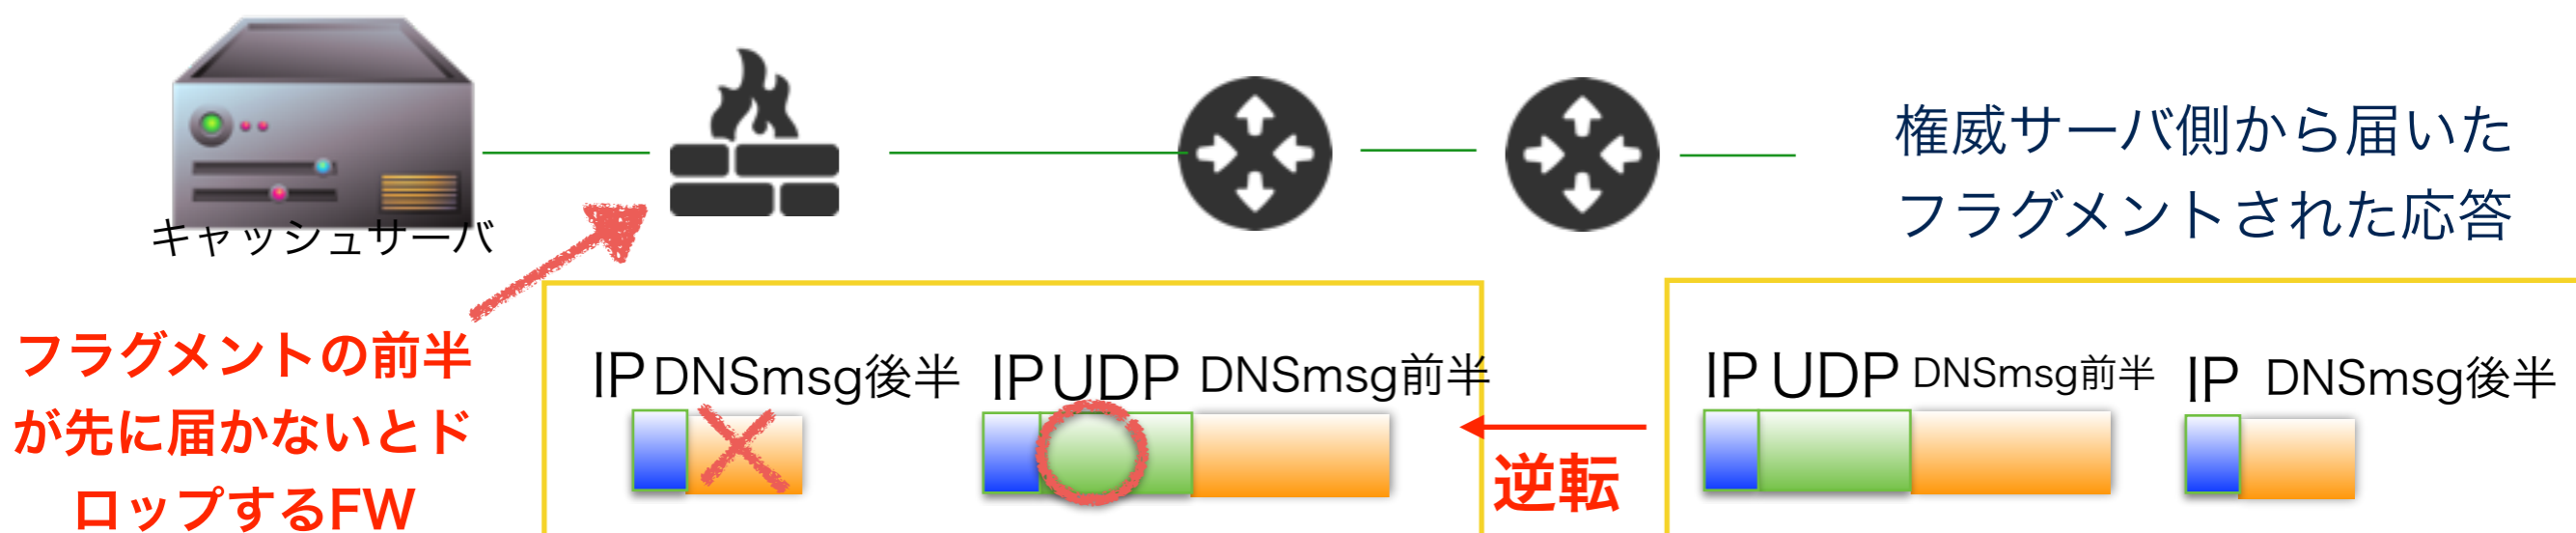 権威サーバ側から届いた
フラグメントされた応答
キャッシュサーバ
フラグメントの前半
が先に届かないとド
ロップするFW
IP DNSmsg後半 IP UDP DNSmsg前半
逆転
IP UDP DNSmsg前半 IP DNSmsg後半